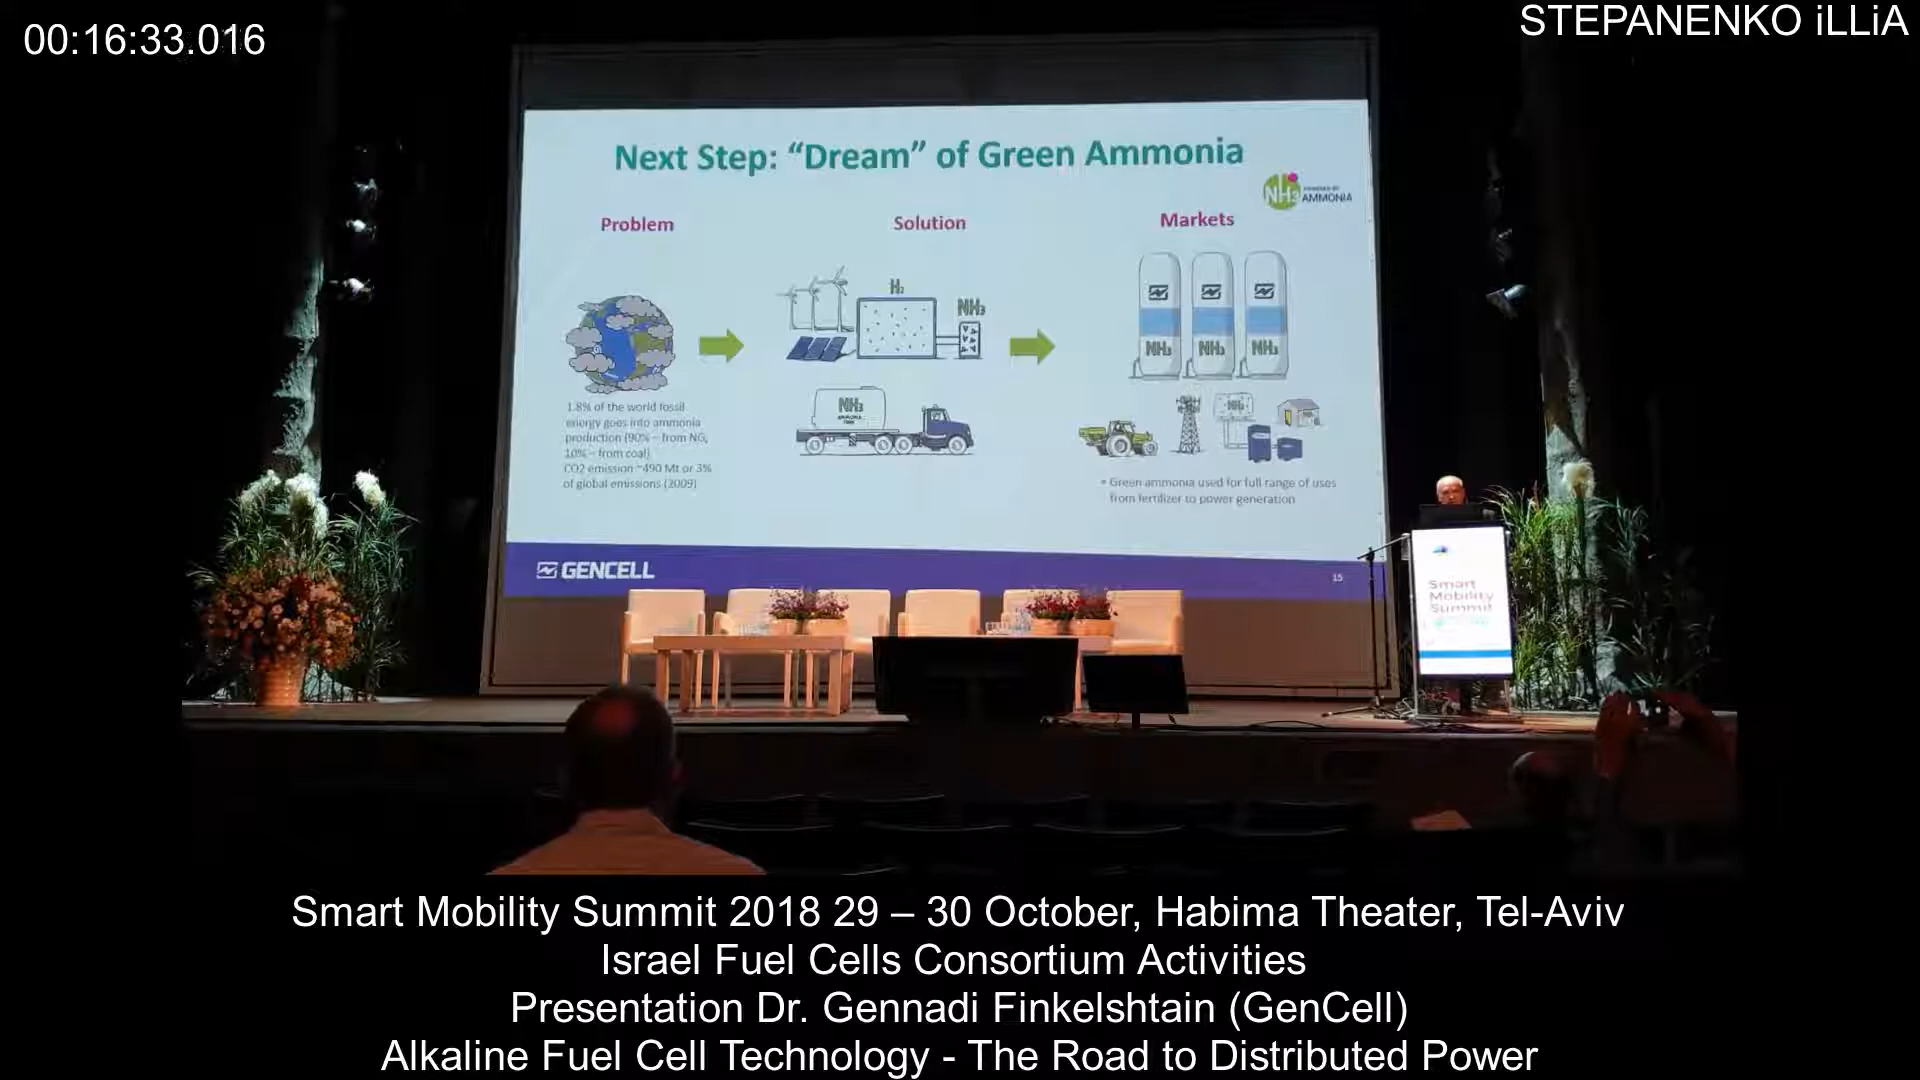 00:16:33.016
STEPANENKO iLLiA
Next Step: “Dream” of Green Ammonia
NH3
AMMONIA
Problem
Solution
Markets
H₂
NH₃
NH₃
NH₃
NH₃
NH₃
NH₃
1.8% of the world fossil
energy goes into ammonia
production (90% – from NG,
10% – from coal)
CO2 emission ~490 Mt or 3%
of global emissions (2009)
• Green ammonia used for full range of uses
from fertilizer to power generation
GENCELL
15
Smart
Mobility
Summit
Smart Mobility Summit 2018 29 – 30 October, Habima Theater, Tel-Aviv
Israel Fuel Cells Consortium Activities
Presentation Dr. Gennadi Finkelshtain (GenCell)
Alkaline Fuel Cell Technology - The Road to Distributed Power